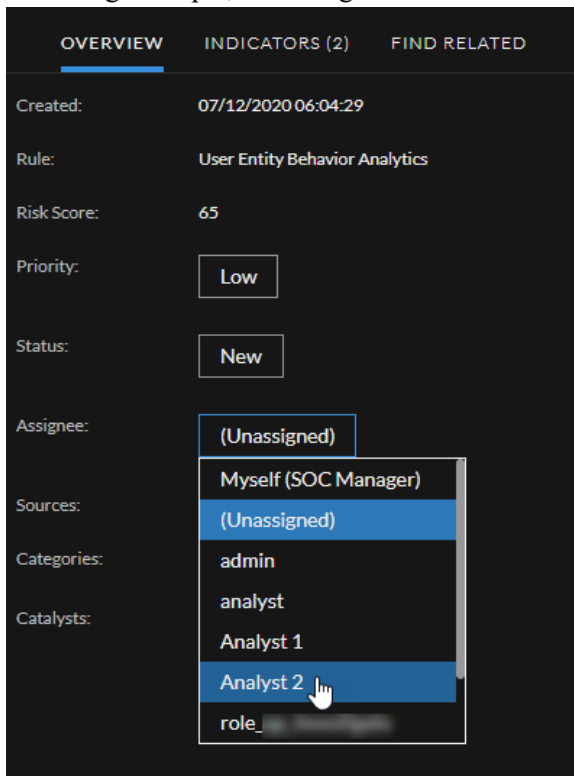 OVERVIEW INDICATORS (2) FIND RELATED
Created: 07/12/2020 06:04:29
Rule: User Entity Behavior Analytics
Risk Score: 65
Priority: Low
Status: New
Assignee: (Unassigned)
Myself (SOC Manager)
Sources:
(Unassigned)
Categories: admin
analyst
Catalysts:
Analyst 1
Analyst 2
role_